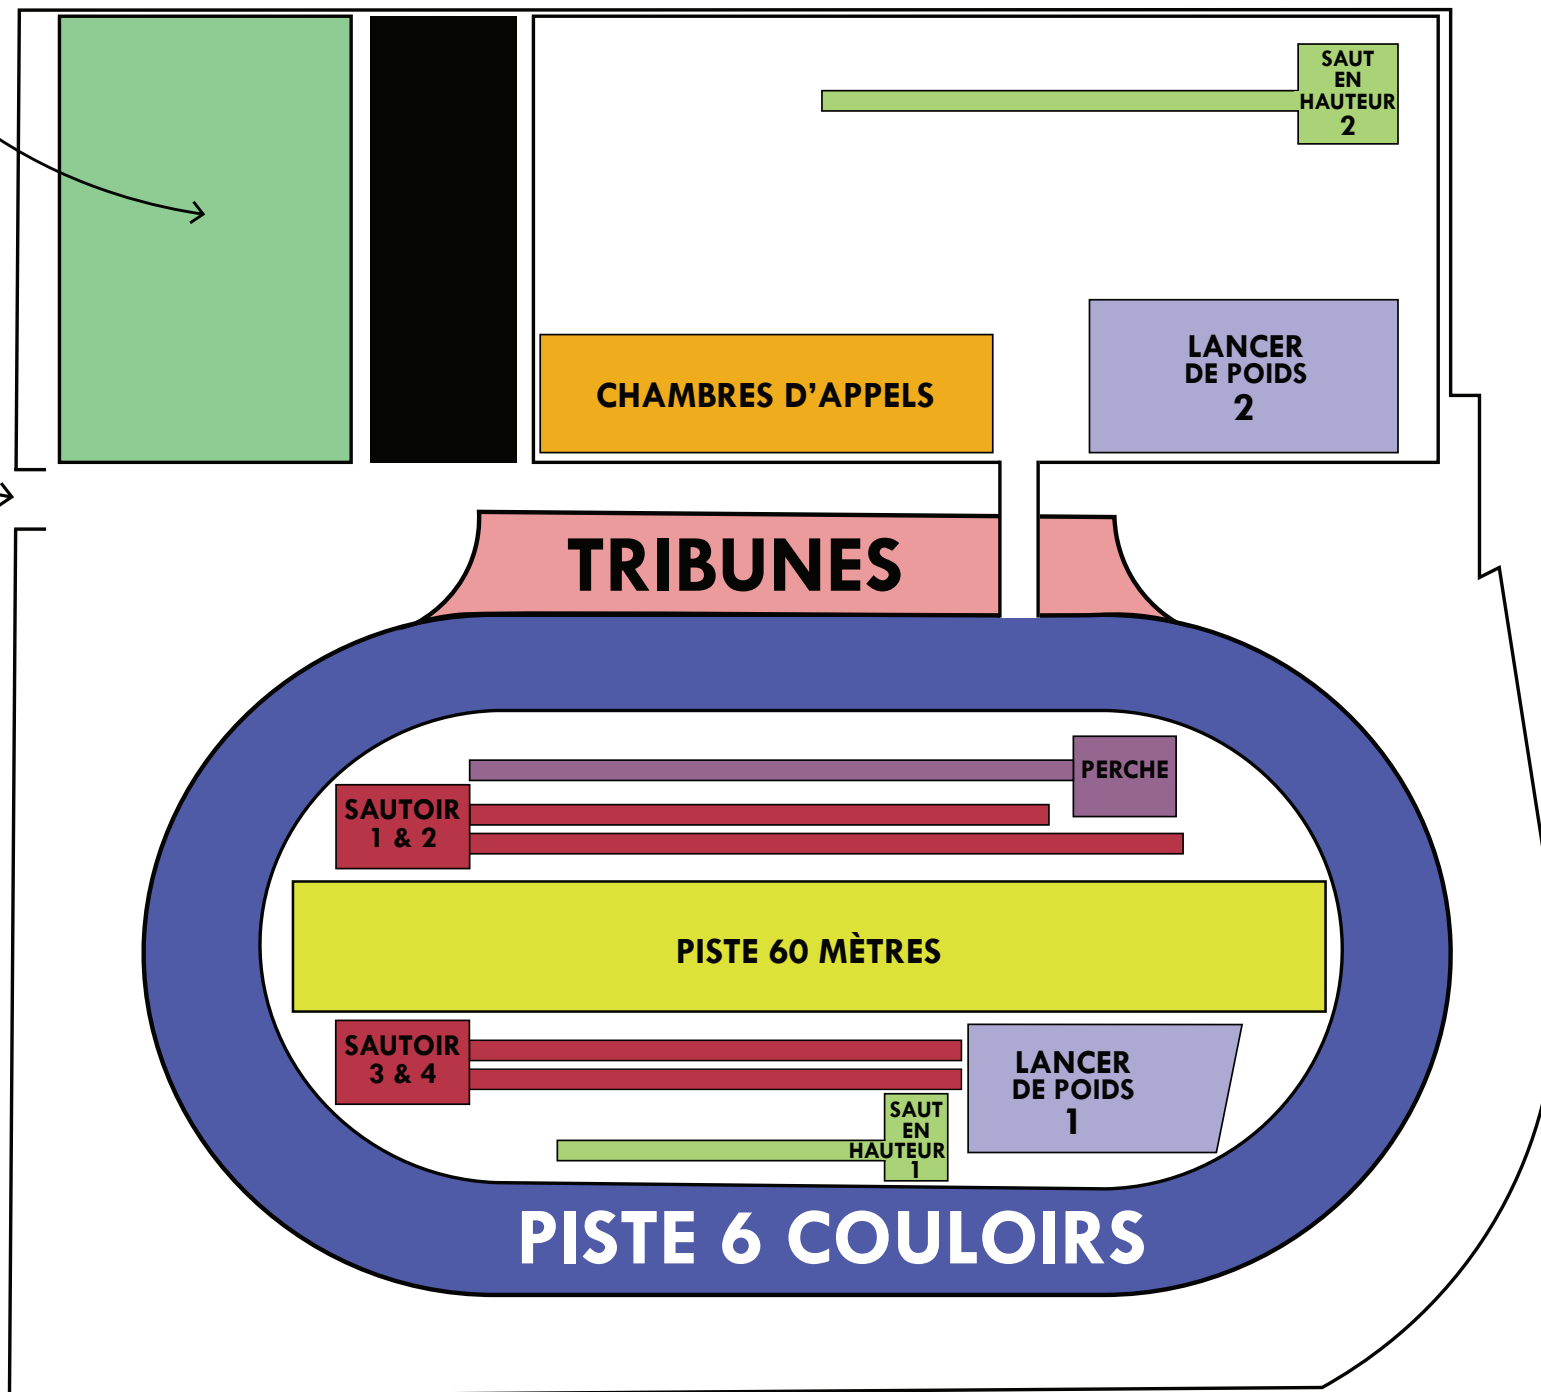 SAUT
EN
HAUTEUR
2
LANCER
DE POIDS
2
CHAMBRES D'APPELS
TRIBUNES
PERCHE
SAUTOIR
1 & 2
PISTE 60 MÈTRES
SAUTOIR
3 & 4
LANCER
DE POIDS
1
SAUT
EN
HAUTEUR
1
PISTE 6 COULOIRS